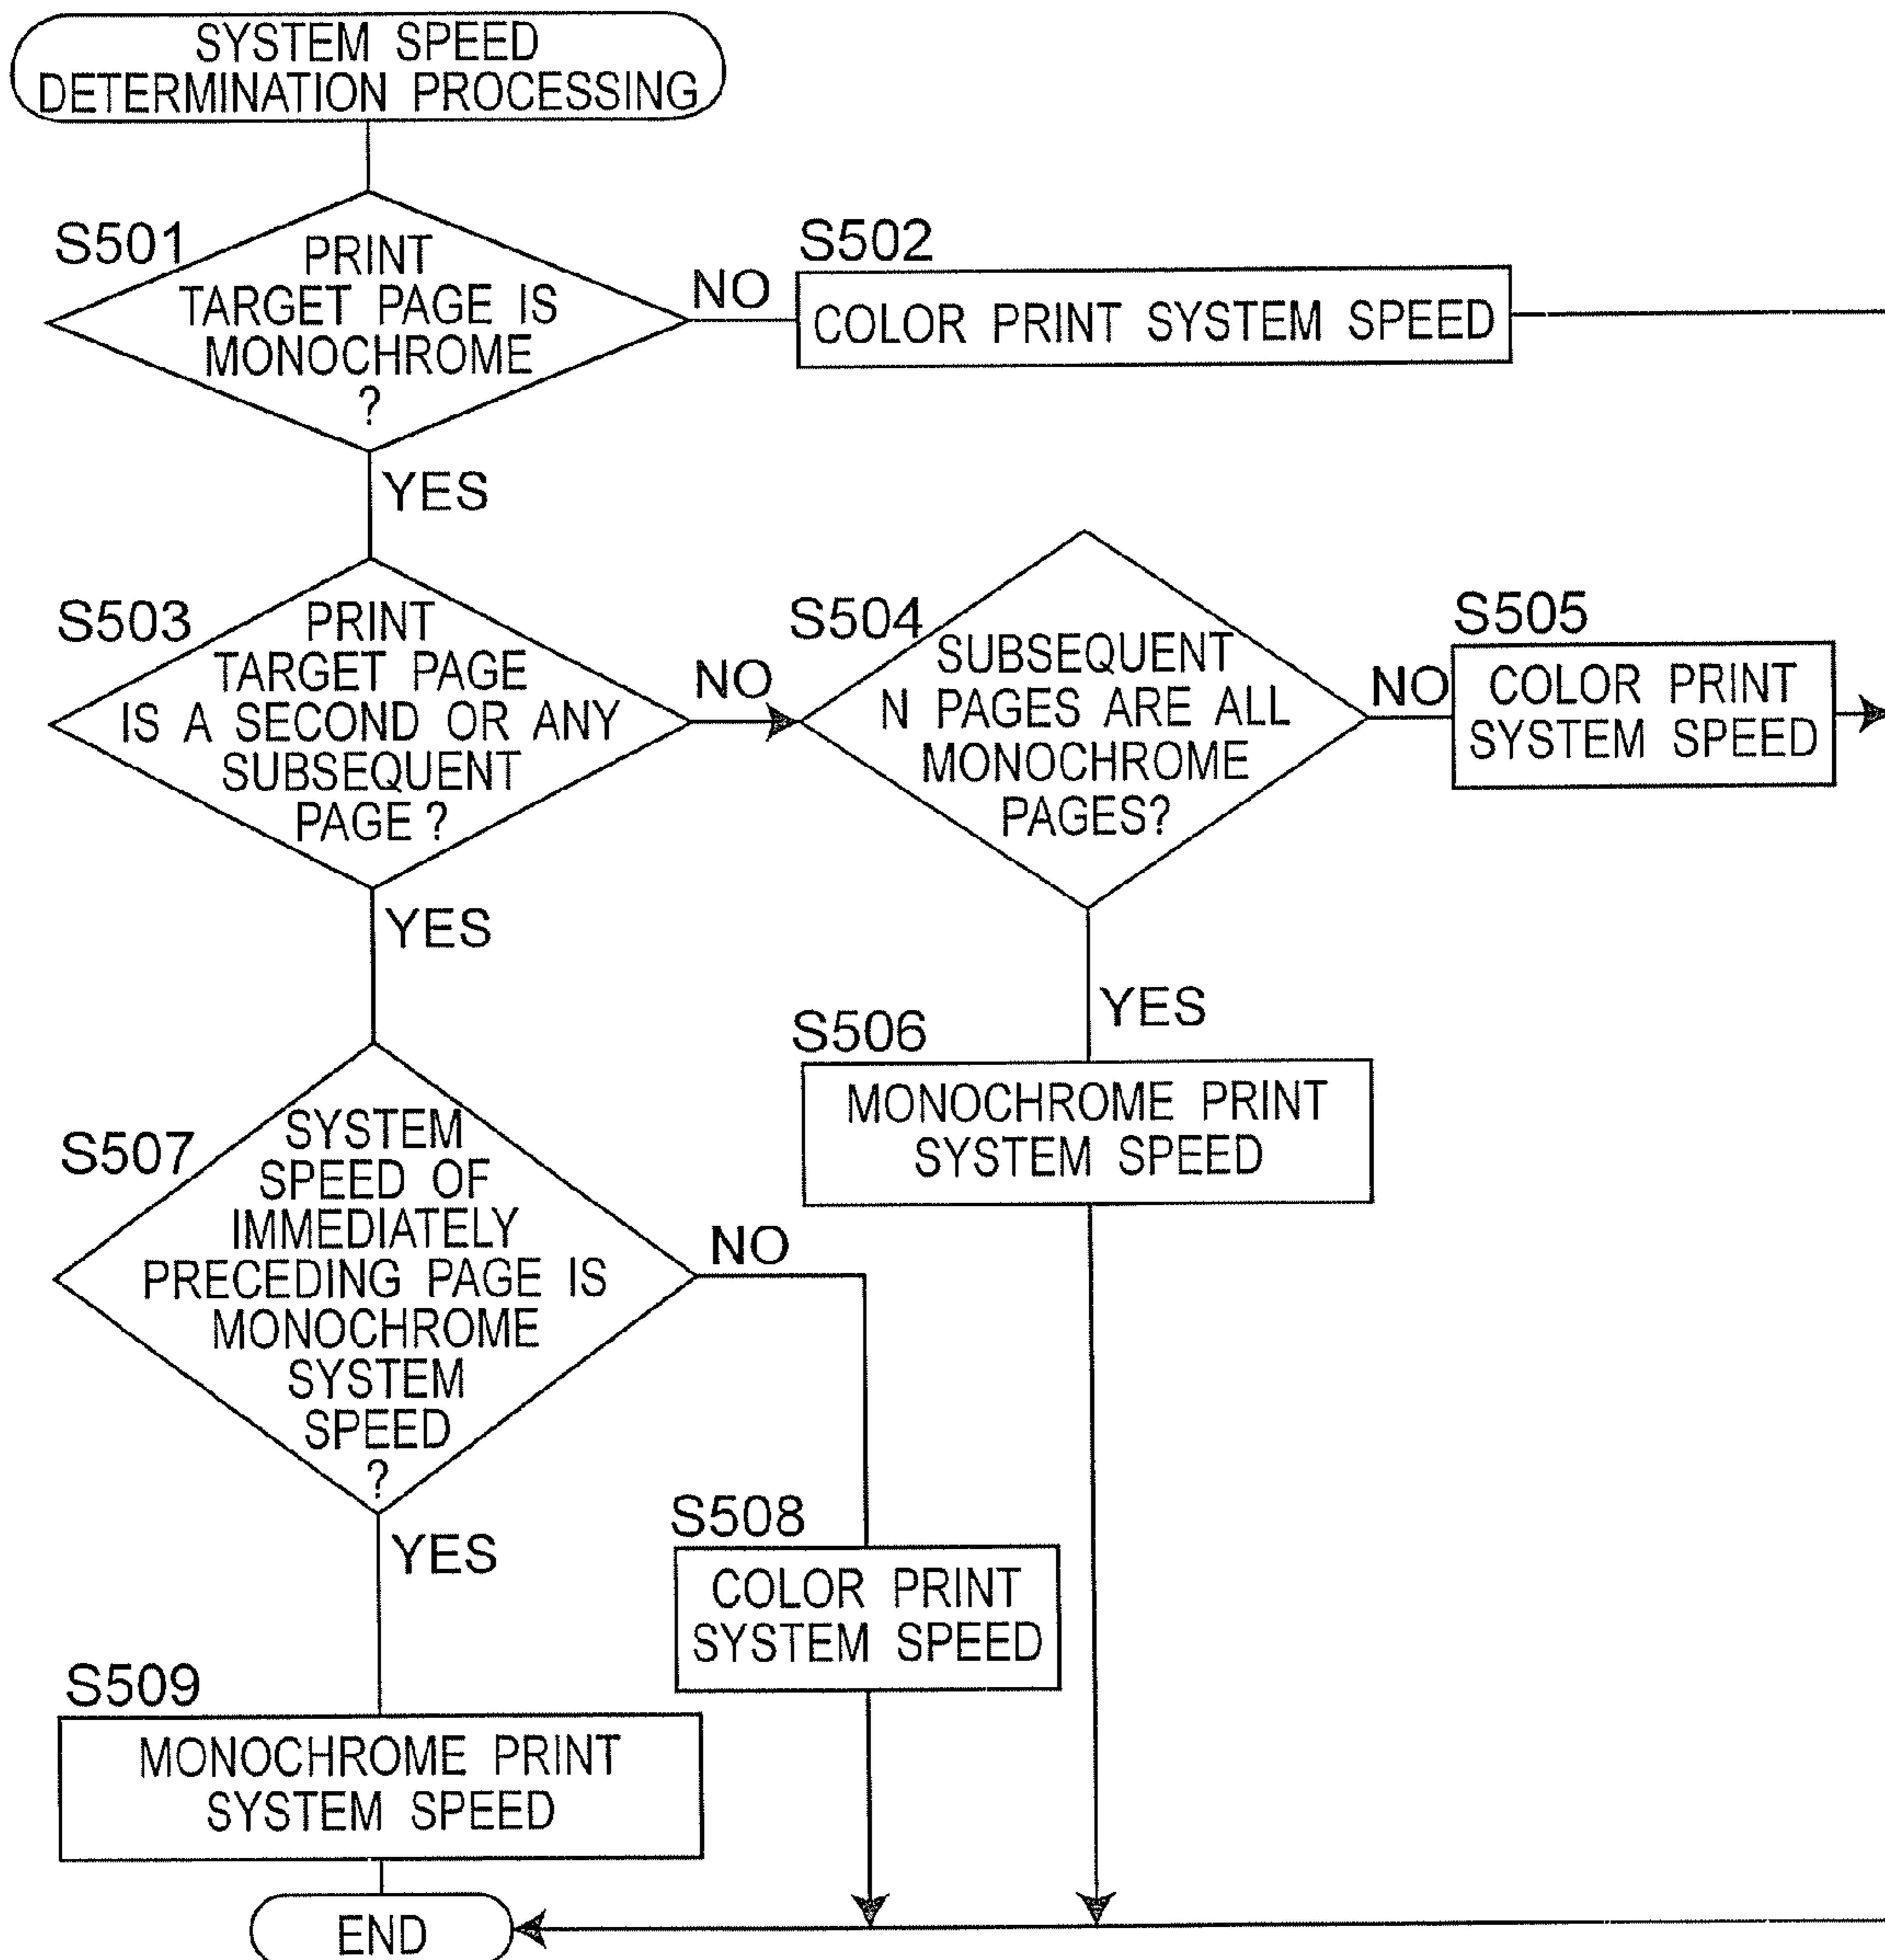 SYSTEM SPEED
DETERMINATION PROCESSING
S501
PRINT
TARGET PAGE IS
MONOCHROME
?
NO
S502
COLOR PRINT SYSTEM SPEED
YES
S503
PRINT
TARGET PAGE
IS A SECOND OR ANY
SUBSEQUENT
PAGE ?
NO
S504
SUBSEQUENT
N PAGES ARE ALL
MONOCHROME
PAGES?
NO
S505
COLOR PRINT
SYSTEM SPEED
YES
YES
S506
MONOCHROME PRINT
SYSTEM SPEED
S507
SYSTEM
SPEED OF
IMMEDIATELY
PRECEDING PAGE IS
MONOCHROME
SYSTEM
SPEED
?
NO
YES
S508
COLOR PRINT
SYSTEM SPEED
S509
MONOCHROME PRINT
SYSTEM SPEED
END